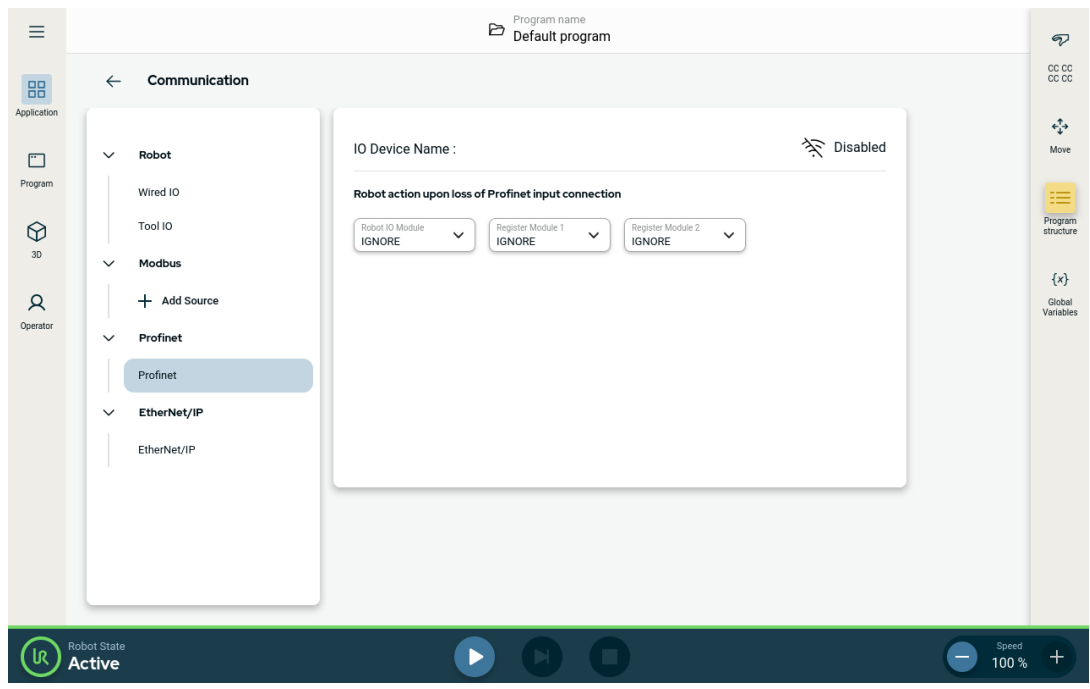 Program name
Default program
Application
Program
3D
Operator
Communication
Robot
Wired IO
Tool IO
Modbus
Add Source
Profinet
Profinet
EtherNet/IP
EtherNet/IP
IO Device Name :
Disabled
Robot action upon loss of Profinet input connection
Robot IO Module
IGNORE
Register Module 1
IGNORE
Register Module 2
IGNORE
CC CC
CC CC
Move
Program
structure
{x}
Global
Variables
UR
Robot State
Active
Speed
100 %